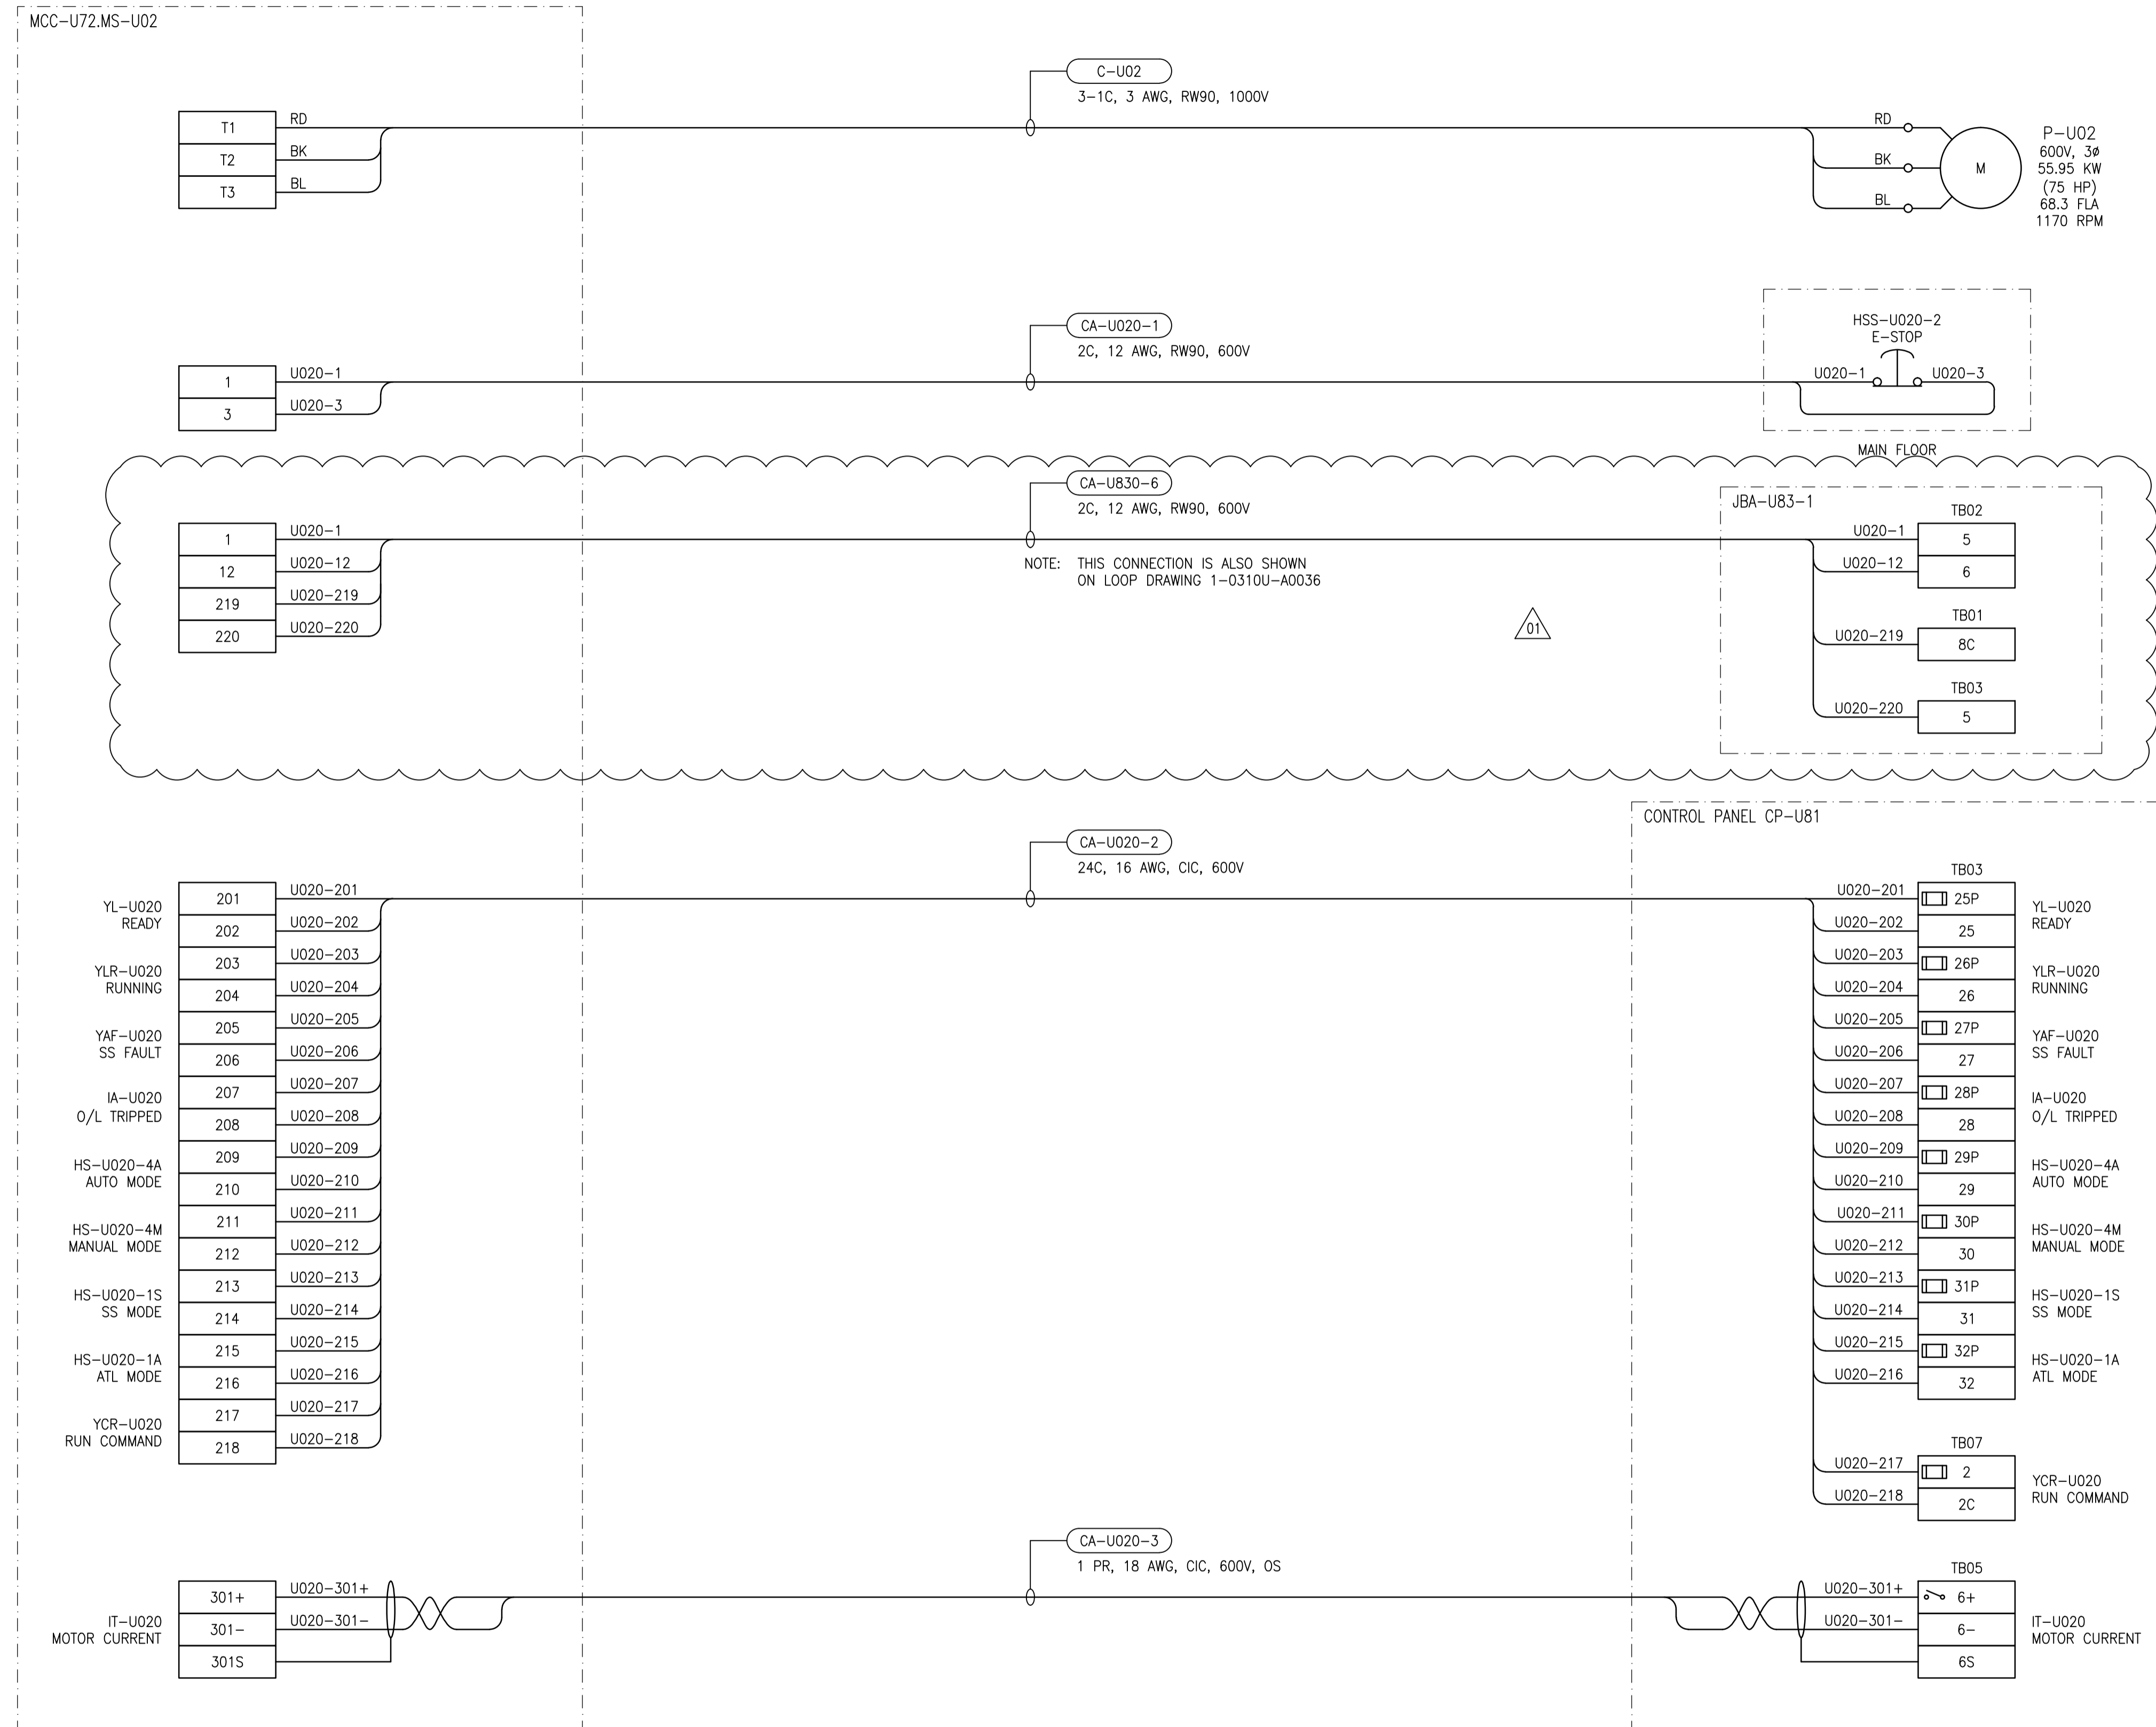 MCC-U72.MS-U02
C-U02
3-1C, 3 AWG, RW90, 1000V
T1
RD
T2
BK
T3
BL
RD
BK
BL
M
P-U02
600V, 3ø
55.95 KW
(75 HP)
68.3 FLA
1170 RPM
CA-U020-1
2C, 12 AWG, RW90, 600V
1
U020-1
3
U020-3
HSS-U020-2
E-STOP
U020-1
U020-3
MAIN FLOOR
CA-U830-6
2C, 12 AWG, RW90, 600V
1
U020-1
12
U020-12
219
U020-219
220
U020-220
NOTE: THIS CONNECTION IS ALSO SHOWN
ON LOOP DRAWING 1-0310U-A0036
01
JBA-U83-1
TB02
U020-1
5
U020-12
6
TB01
U020-219
8C
TB03
U020-220
5
CONTROL PANEL CP-U81
CA-U020-2
24C, 16 AWG, CIC, 600V
YL-U020
READY
201
U020-201
202
U020-202
YLR-U020
RUNNING
203
U020-203
204
U020-204
YAF-U020
SS FAULT
205
U020-205
206
U020-206
IA-U020
O/L TRIPPED
207
U020-207
208
U020-208
HS-U020-4A
AUTO MODE
209
U020-209
210
U020-210
HS-U020-4M
MANUAL MODE
211
U020-211
212
U020-212
HS-U020-1S
SS MODE
213
U020-213
214
U020-214
HS-U020-1A
ATL MODE
215
U020-215
216
U020-216
YCR-U020
RUN COMMAND
217
U020-217
218
U020-218
TB03
U020-201
25P
U020-202
25
YL-U020
READY
U020-203
26P
U020-204
26
YLR-U020
RUNNING
U020-205
27P
U020-206
27
YAF-U020
SS FAULT
U020-207
28P
U020-208
28
IA-U020
O/L TRIPPED
U020-209
29P
U020-210
29
HS-U020-4A
AUTO MODE
U020-211
30P
U020-212
30
HS-U020-4M
MANUAL MODE
U020-213
31P
U020-214
31
HS-U020-1S
SS MODE
U020-215
32P
U020-216
32
HS-U020-1A
ATL MODE
TB07
U020-217
2
U020-218
2C
YCR-U020
RUN COMMAND
CA-U020-3
1 PR, 18 AWG, CIC, 600V, OS
IT-U020
MOTOR CURRENT
301+
U020-301+
301-
U020-301-
301S
TB05
U020-301+
6+
U020-301-
6-
6S
IT-U020
MOTOR CURRENT